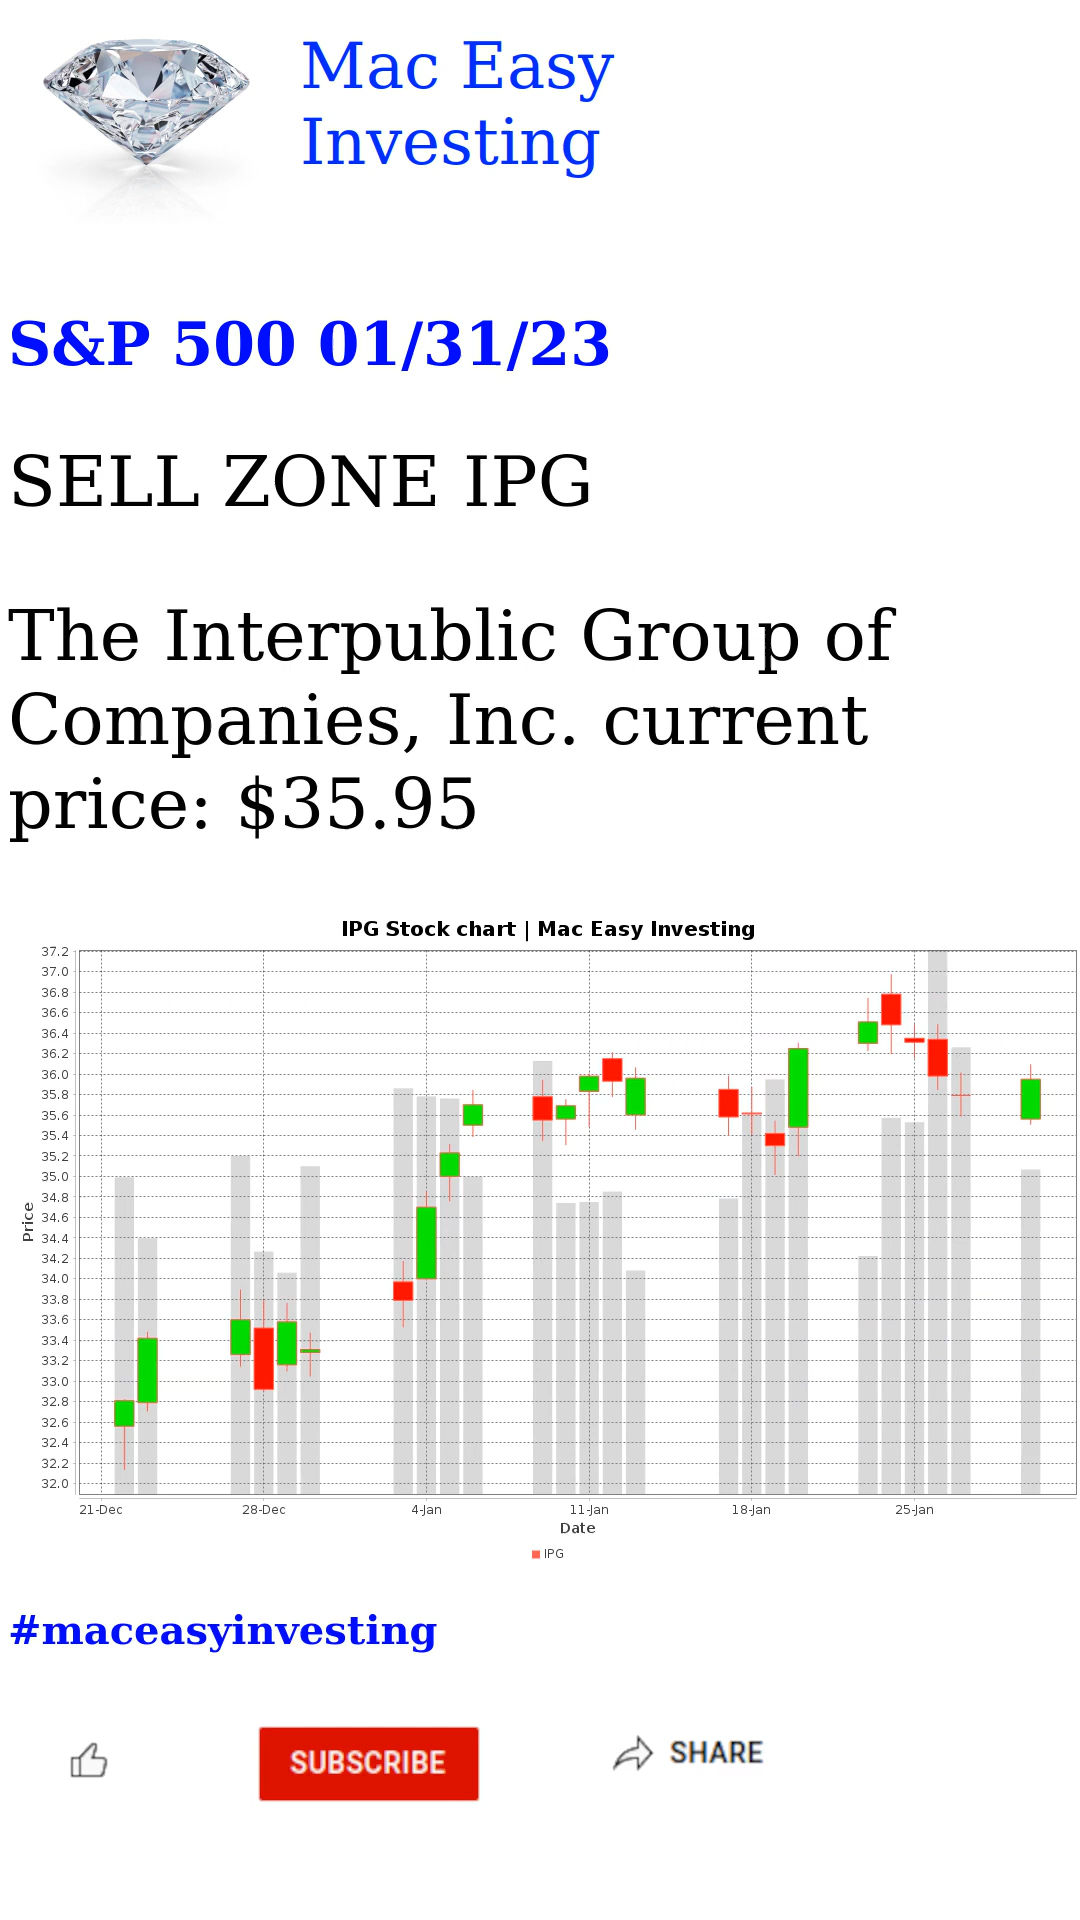 Mac Easy
Investing
S&P 500 01/31/23
SELL ZONE IPG
The Interpublic Group of
Companies, Inc. current
price: $35.95
IPG Stock chart | Mac Easy Investing
Price
37.2
37.0
36.8
36.6
36.4
36.2
36.0
35.8
35.6
35.4
35.2
35.0
34.8
34.6
34.4
34.2
34.0
33.8
33.6
33.4
33.2
33.0
32.8
32.6
32.4
32.2
32.0
21-Dec 28-Dec 4-Jan 11-Jan 18-Jan 25-Jan
Date
IPG
#maceasyinvesting
SUBSCRIBE SHARE